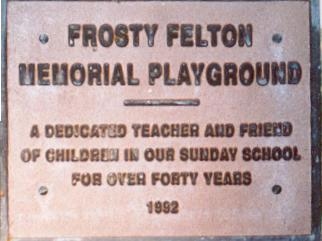 FROSTY FELTON
MEMORIAL PLAYGROUND
A DEDICATED TEACHER AND FRIEND
OF CHILDREN IN OUR SUNDAY SCHOOL
FOR OVER FORTY YEARS
1992